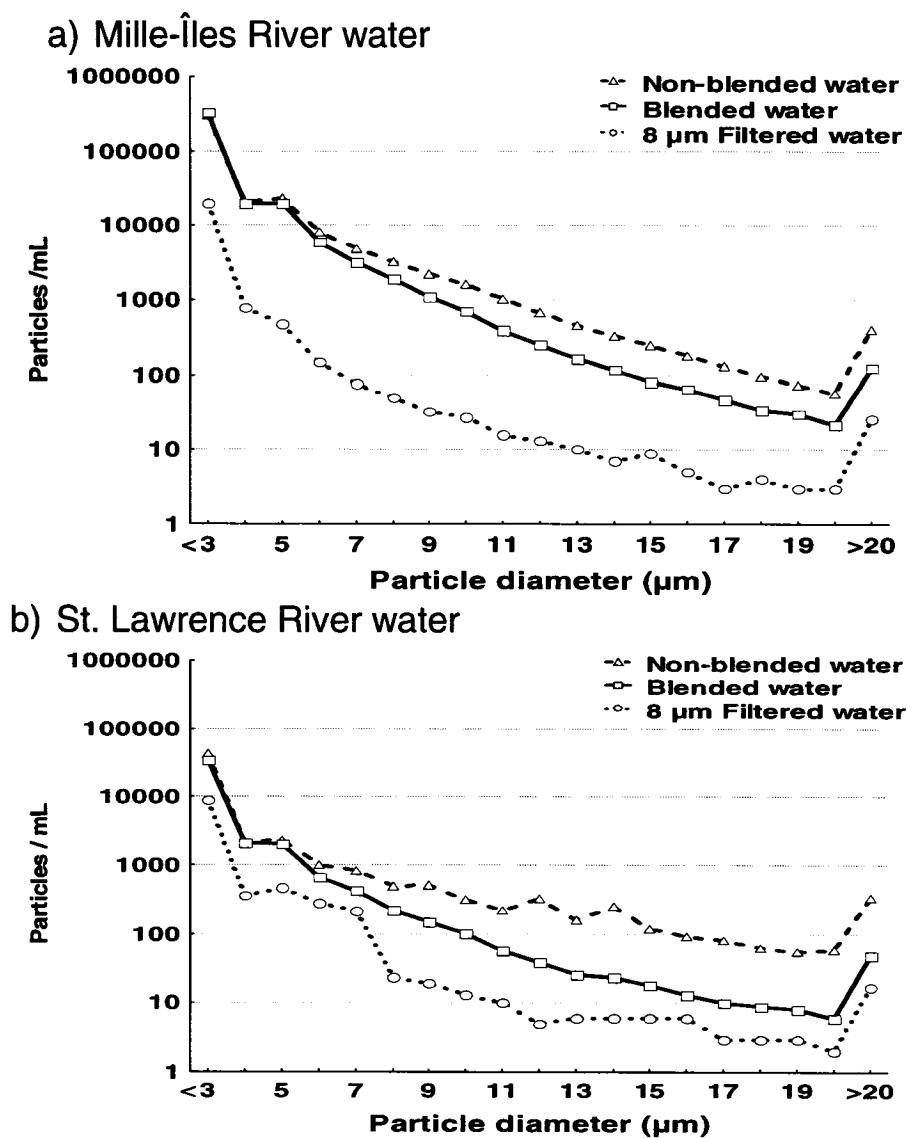 a) Mille-Îles River water
1000000
100000
10000
1000
100
10
1
Particles /mL
Non-blended water
Blended water
8 µm Filtered water
<3 5 7 9 11 13 15 17 19 >20
Particle diameter (µm)
b) St. Lawrence River water
1000000
100000
10000
1000
100
10
1
Particles / mL
Non-blended water
Blended water
8 µm Filtered water
<3 5 7 9 11 13 15 17 19 >20
Particle diameter (µm)